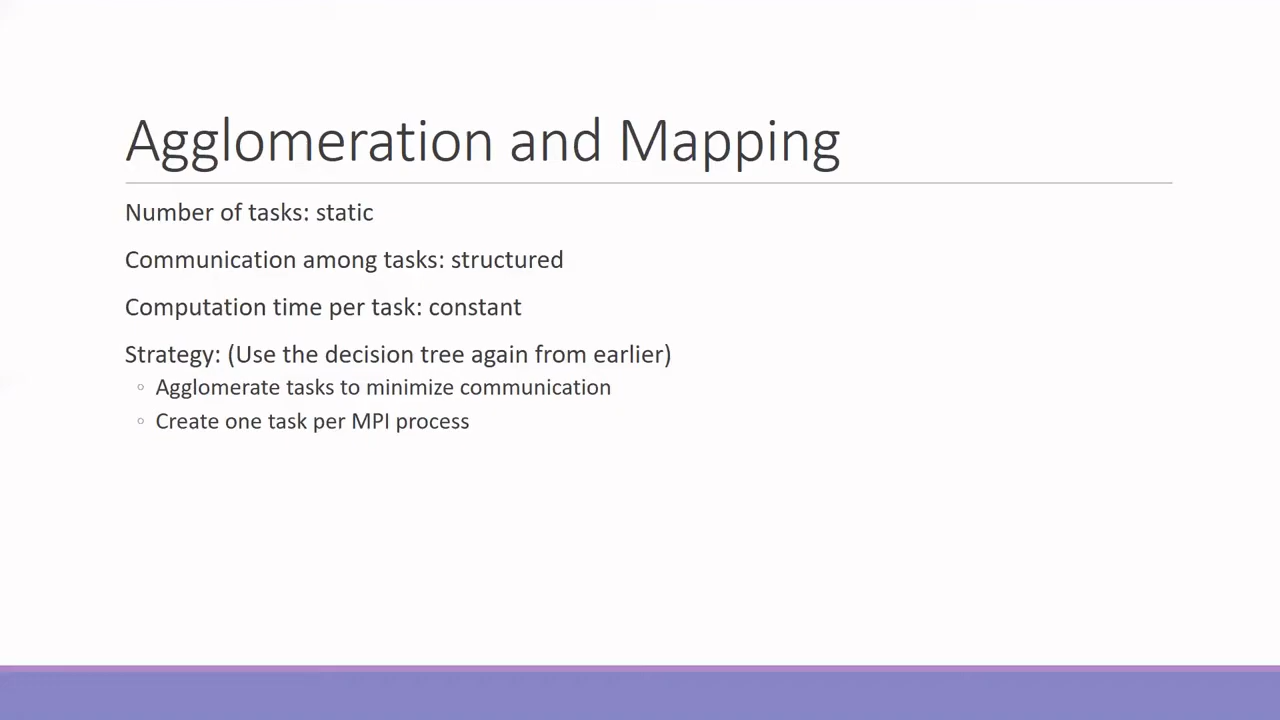 Agglomeration and Mapping
Number of tasks: static
Communication among tasks: structured
Computation time per task: constant
Strategy: (Use the decision tree again from earlier)
◦ Agglomerate tasks to minimize communication
◦ Create one task per MPI process